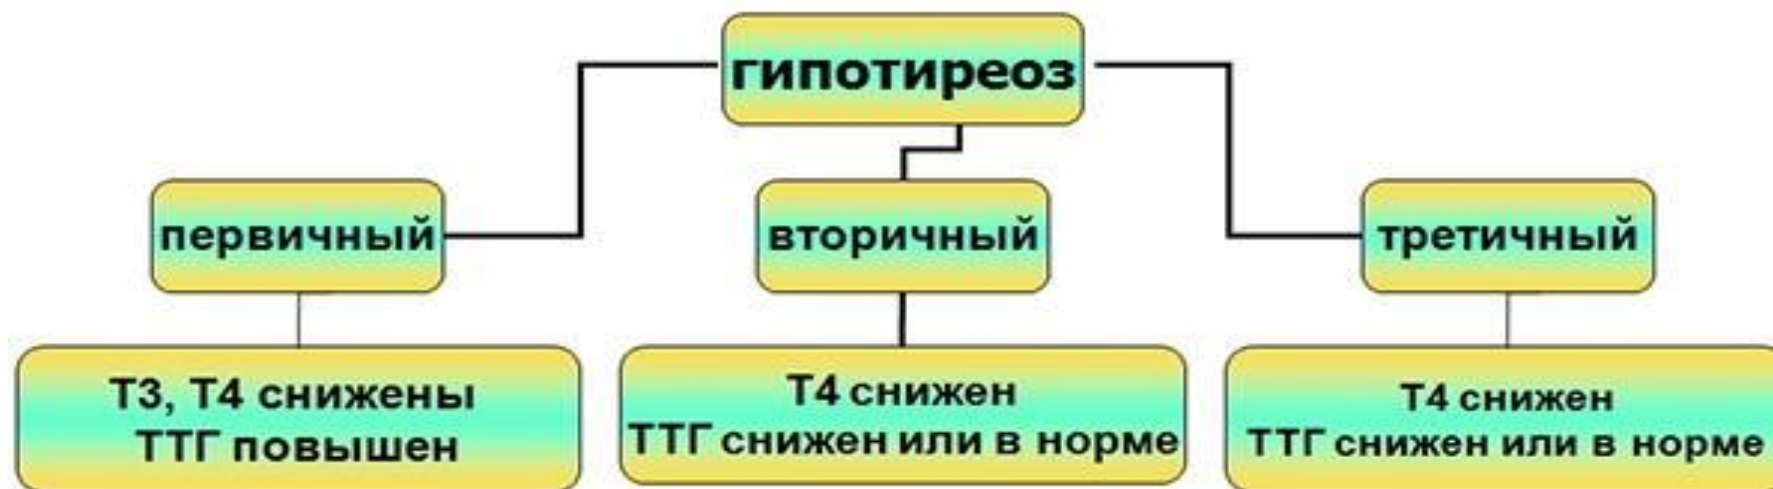 гипотиреоз
первичный
вторичный
третичный
Т3, Т4 снижены
ТТГ повышен
Т4 снижен
ТТГ снижен или в норме
Т4 снижен
ТТГ снижен или в норме